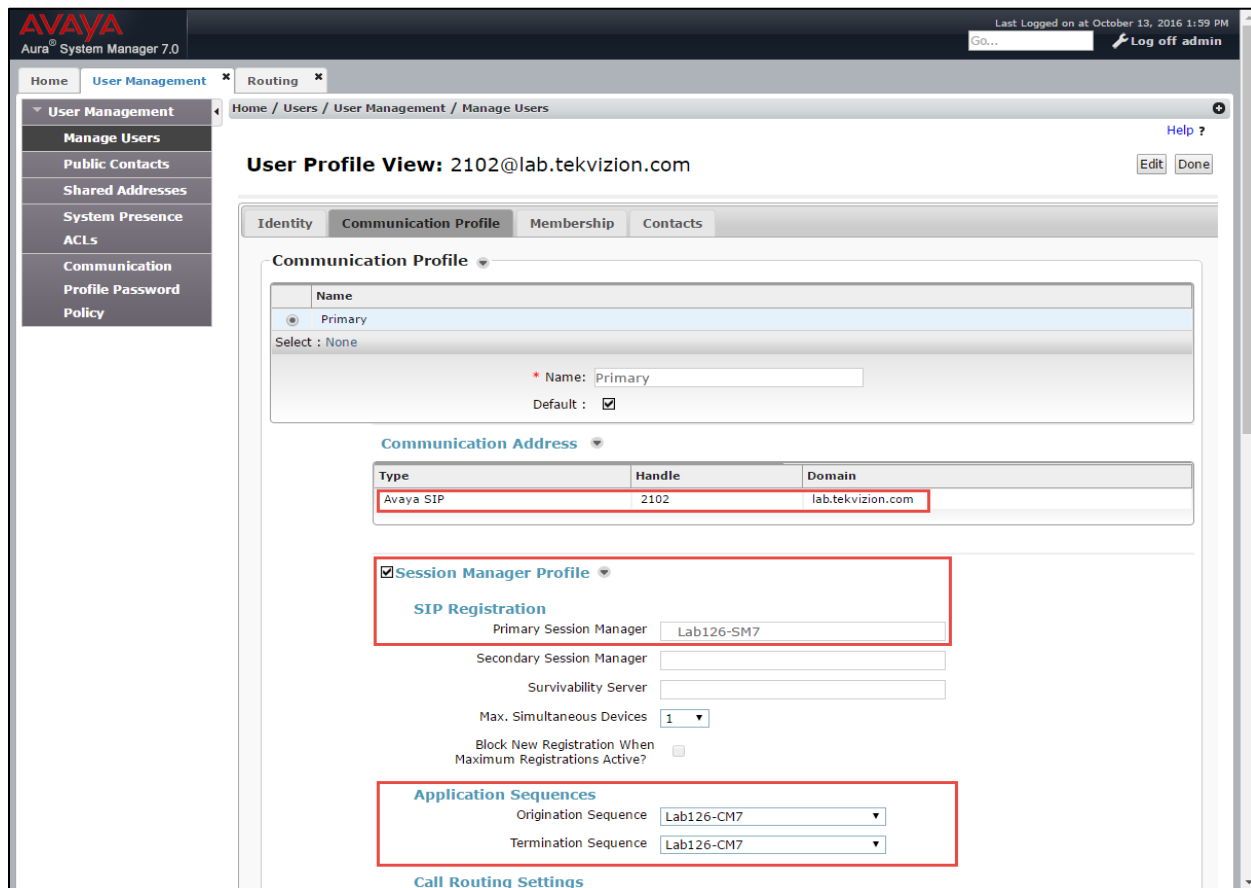 AVAYA
Aura® System Manager 7.0
Last Logged on at October 13, 2016 1:59 PM
Go...
Log off admin
Home
User Management
Routing
User Management
Home / Users / User Management / Manage Users
Help ?
Manage Users
Public Contacts
Shared Addresses
System Presence
ACLs
Communication
Profile Password
Policy
User Profile View: 2102@lab.tekvizion.com
Edit Done
Identity Communication Profile Membership Contacts
Communication Profile
Name
Primary
Select : None
* Name: Primary
Default :
Communication Address
Type Handle Domain
Avaya SIP 2102 lab.tekvizion.com
Session Manager Profile
SIP Registration
Primary Session Manager Lab126-SM7
Secondary Session Manager
Survivability Server
Max. Simultaneous Devices 1
Block New Registration When
Maximum Registrations Active?
Application Sequences
Origination Sequence Lab126-CM7
Termination Sequence Lab126-CM7
Call Routing Settings